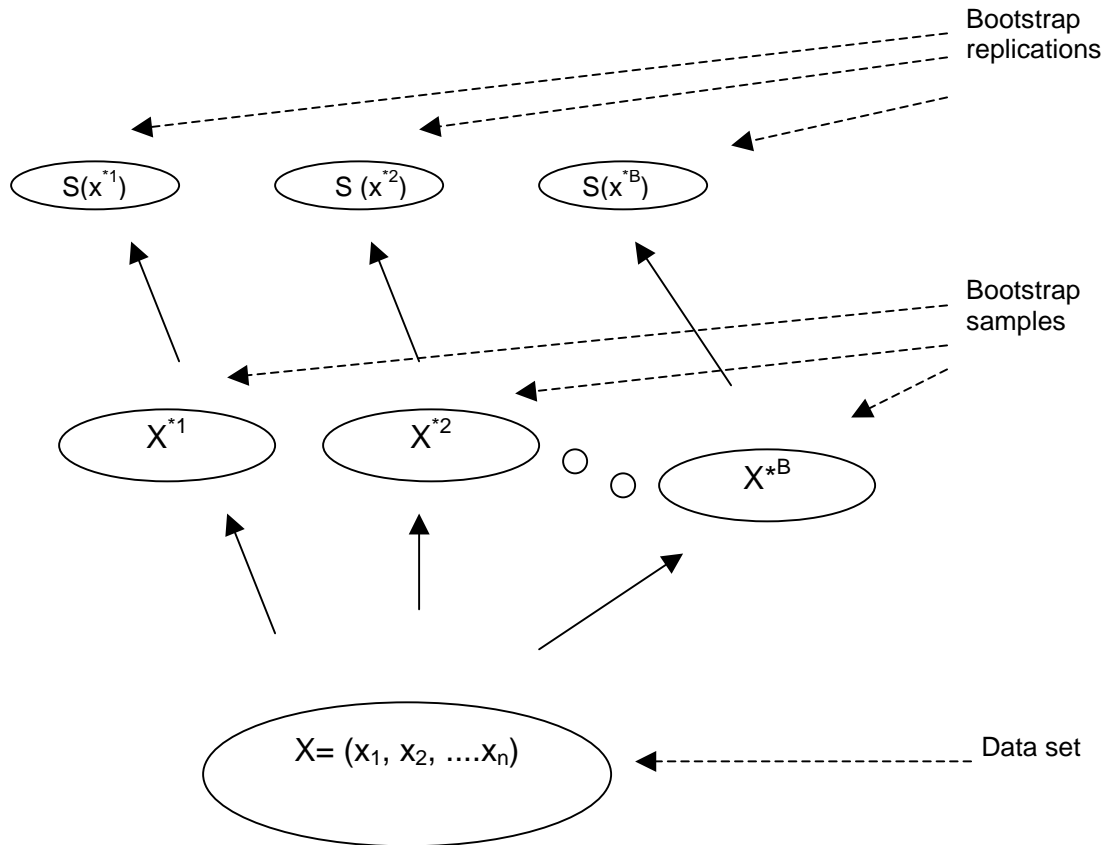 Bootstrap
replications
S(x*1)
S (x*2)
S(x*B)
Bootstrap
samples
X*1
X*2
X*B
X= (x1, x2, ....xn)
Data set